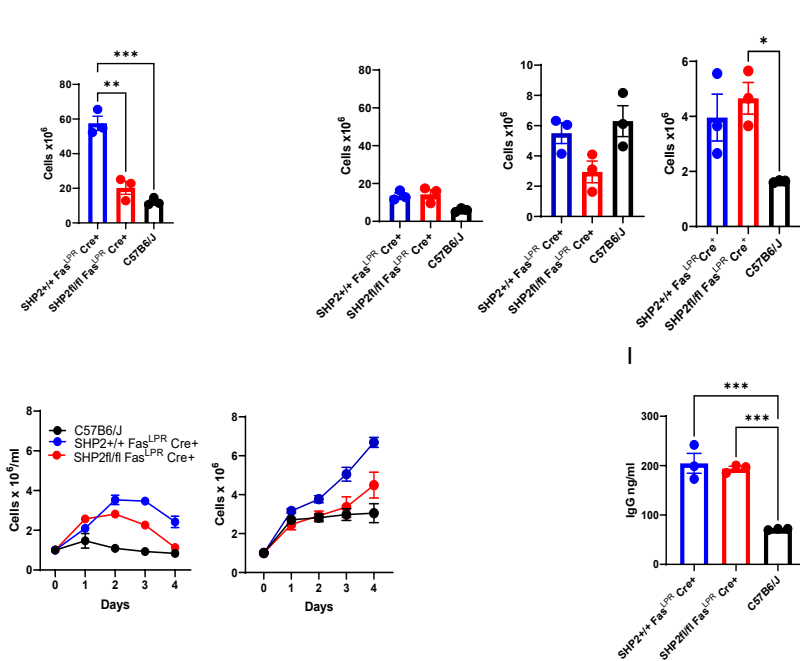 ***
**
80
60
40
20
0
Cells x10⁶
SHP2+/+ Fas^LPR Cre+
SHP2fl/fl Fas^LPR Cre+
C57B6/J
80
60
40
20
0
Cells x10⁶
SHP2+/+ Fas^LPR Cre+
SHP2fl/fl Fas^LPR Cre+
C57B6/J
10
8
6
4
2
0
Cells x10⁶
SHP2+/+ Fas^LPR Cre+
SHP2fl/fl Fas^LPR Cre+
C57B6/J
*
6
4
2
0
Cells x10⁶
SHP2+/+ Fas^LPR Cre⁺
SHP2fl/fl Fas^LPR Cre⁺
C57B6/J
I
8
6
4
2
0
Cells x 10⁶/ml
C57B6/J
SHP2+/+ Fas^LPR Cre+
SHP2fl/fl Fas^LPR Cre+
0 1 2 3 4
Days
8
6
4
2
0
Cells x 10⁶
0 1 2 3 4
Days
***
***
300
200
100
0
IgG ng/ml
SHP2+/+ Fas^LPR Cre+
SHP2fl/fl Fas^LPR Cre+
C57B6/J